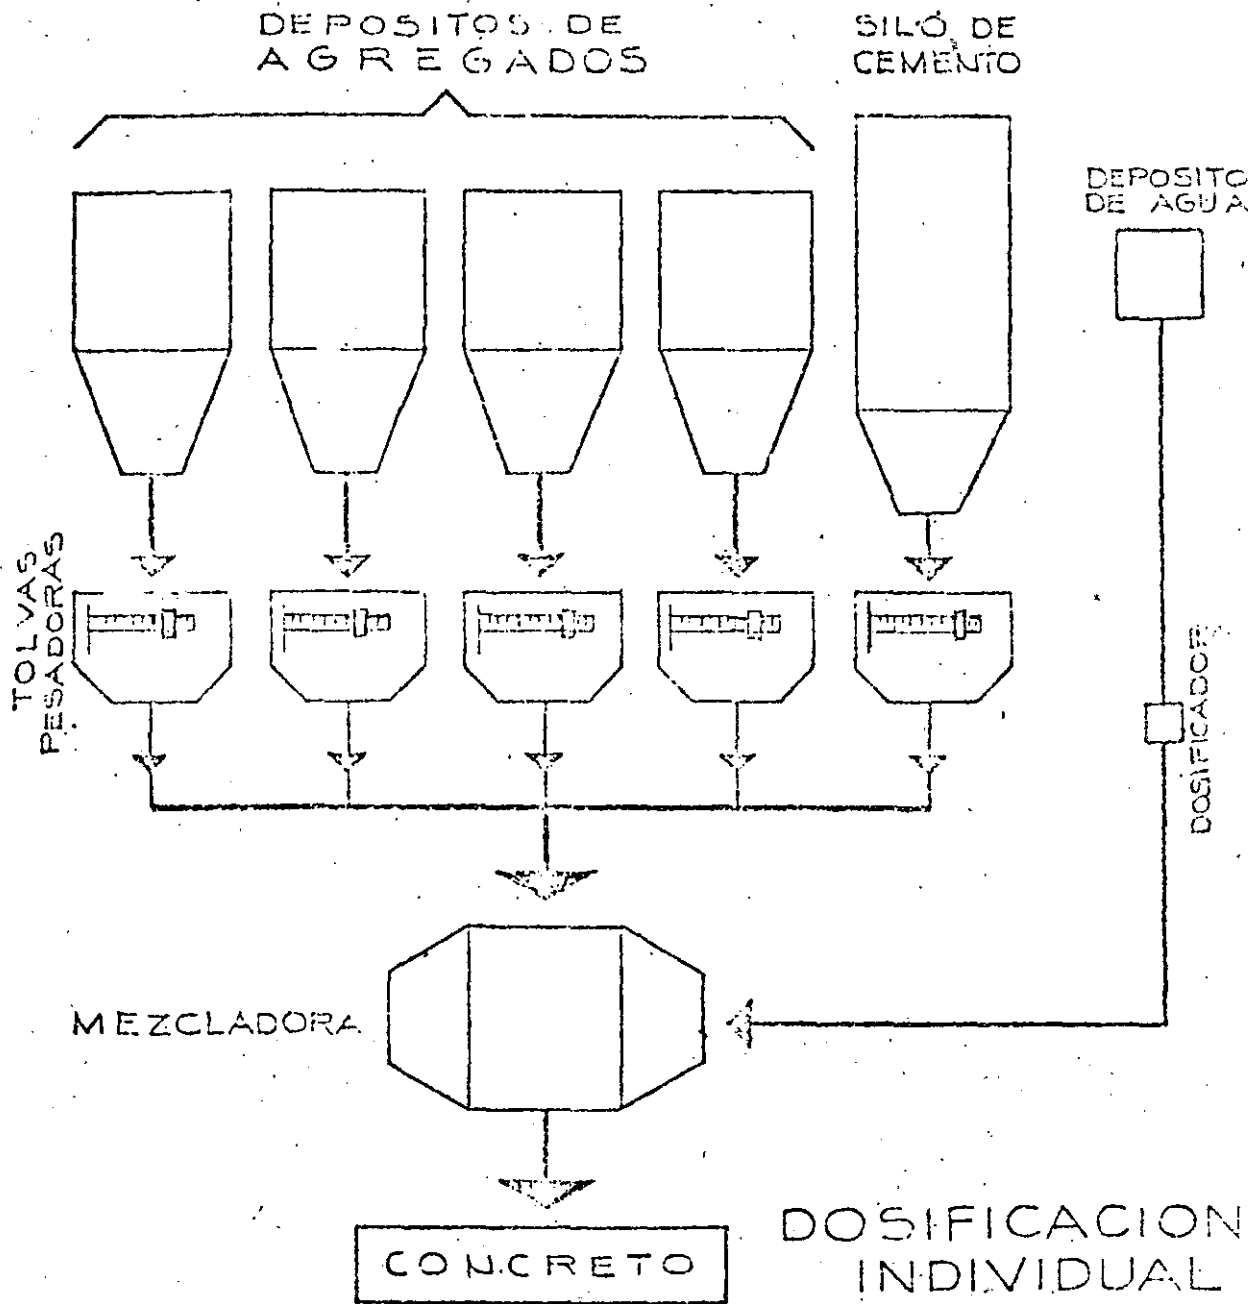 DEPOSITOS DE
AGREGADOS
SILO DE
CEMENTO
DEPOSITO
DE AGUA
TOLVAS
PESADORAS
DOSIFICADOR
MEZCLADORA
CONCRETO
DOSIFICACION
INDIVIDUAL